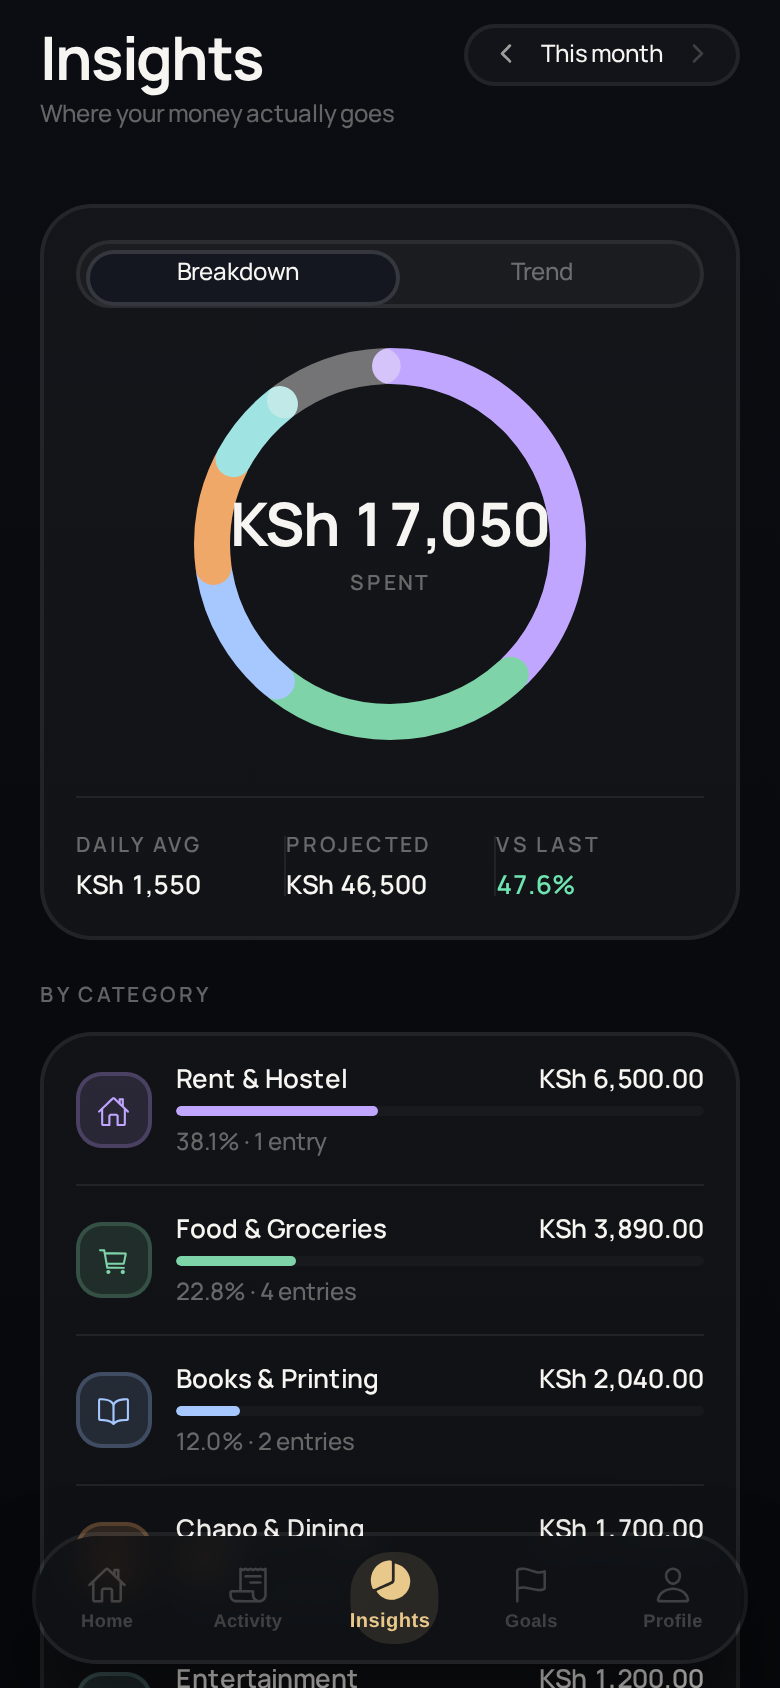 Insights
This month
Where your money actually goes
Breakdown
Trend
KSh 17,050
SPENT
DAILY AVG
PROJECTED
VS LAST
KSh 1,550
KSh 46,500
47.6%
BY CATEGORY
Rent & Hostel
KSh 6,500.00
38.1% · 1 entry
Food & Groceries
KSh 3,890.00
22.8% · 4 entries
Books & Printing
KSh 2,040.00
12.0% · 2 entries
Chapo & Dining
KSh 1,700.00
Home
Activity
Insights
Goals
Profile
Entertainment
KSh 1,200.00